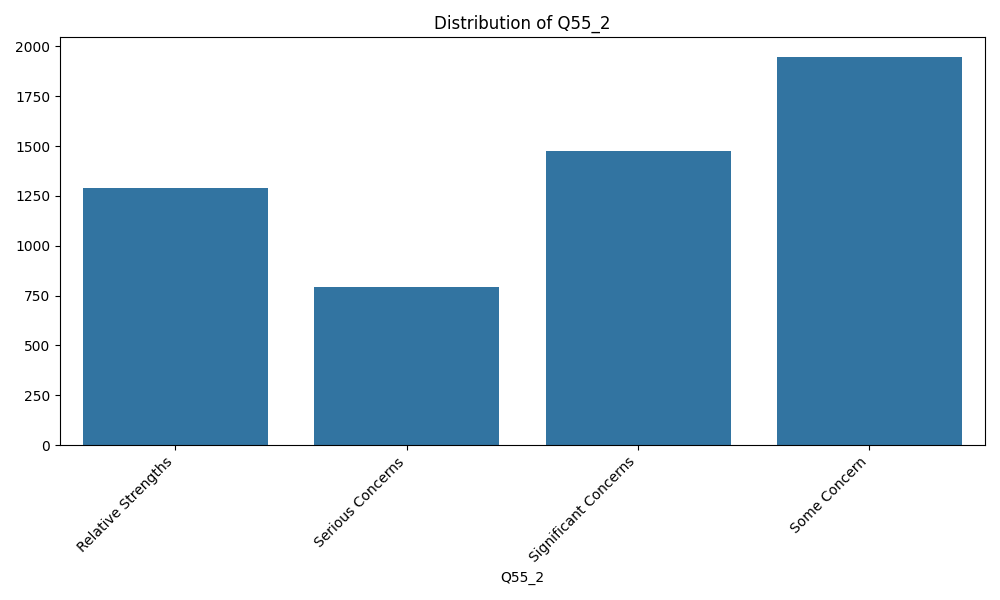 Distribution of Q55_2
2000
1750
1500
1250
1000
750
500
250
0
Relative Strengths
Serious Concerns
Significant Concerns
Some Concern
Q55_2